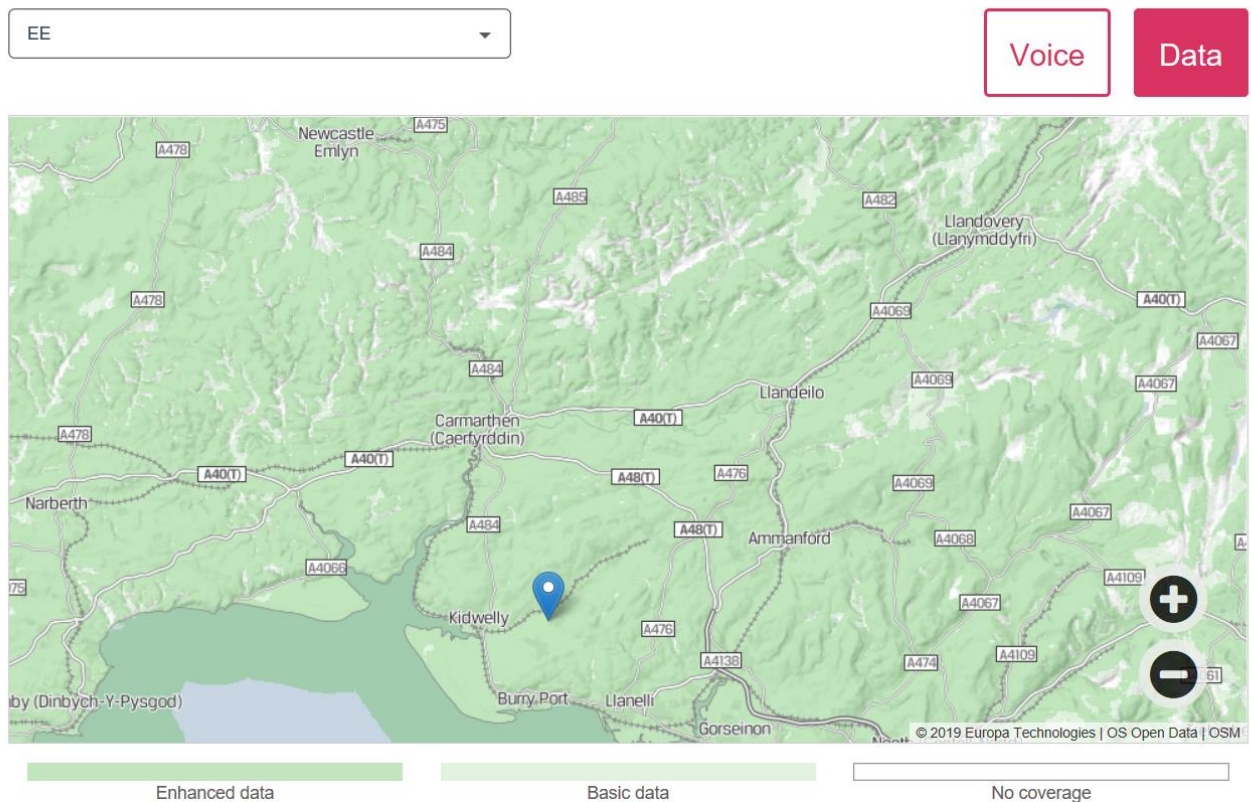 EE
Voice
Data
Newcastle
Emlyn
A475
A478
A485
A482
Llandovery
(Llanymddyfri)
A484
A478
A40(T)
A4069
A4067
A484
A4069
A4067
Llandeilo
Carmarthen
(Caerfyrddin)
A40(T)
A478
A40(T)
A40(T)
A48(T)
A476
A4069
Narberth
A4067
A484
A48(T)
Ammanford
A4068
A4066
A4109
Kidwelly
A4067
A476
A4138
A474
A4109
by (Dinbych-Y-Pysgod)
Burry Port
Llanelli
Gorseinon
© 2019 Europa Technologies | OS Open Data | OSM
Enhanced data
Basic data
No coverage